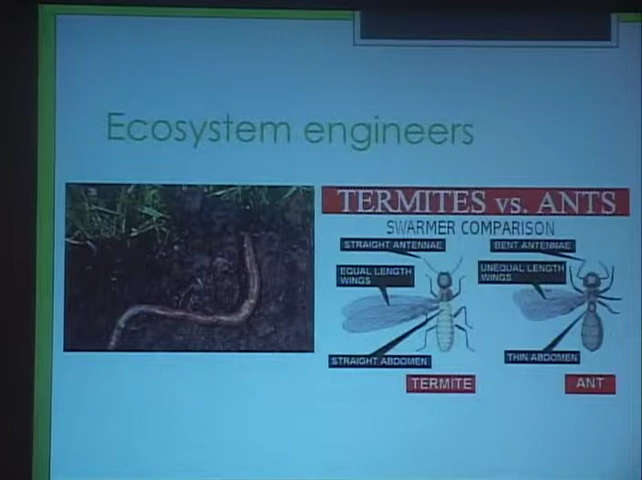 Ecosystem engineers
TERMITES vs. ANTS
SWARMER COMPARISON
STRAIGHT ANTENNAE
BENT ANTENNAE
EQUAL LENGTH
WINGS
UNEQUAL LENGTH
WINGS
STRAIGHT ABDOMEN
THIN ABDOMEN
TERMITE
ANT